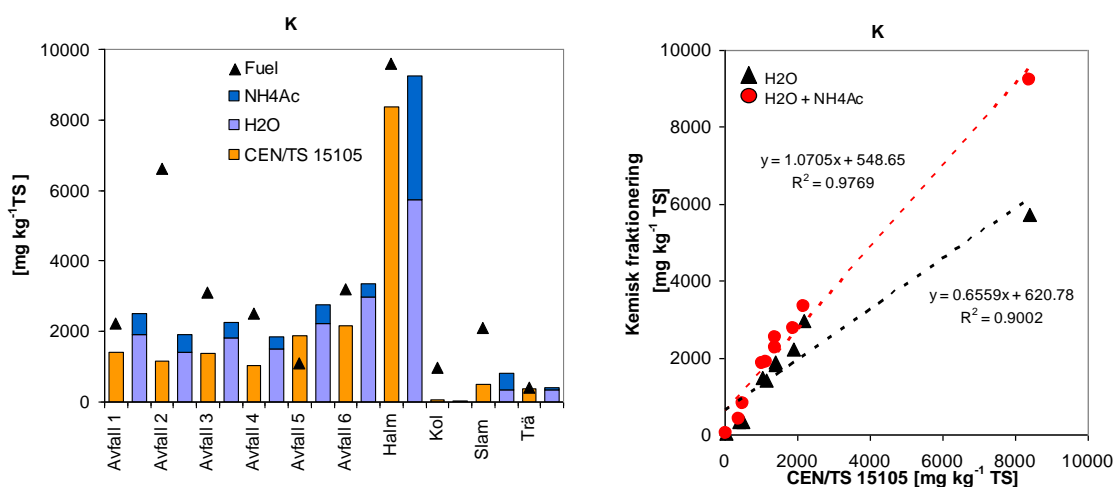 K
[mg kg-1TS ]
10000
8000
6000
4000
2000
0
Fuel
NH4Ac
H2O
CEN/TS 15105
Avfall 1
Avfall 2
Avfall 3
Avfall 4
Avfall 5
Avfall 6
Halm
Kol
Slam
Trä
K
Kemisk fraktionering
[mg kg-1 TS]
10000
8000
6000
4000
2000
0
H2O
H2O + NH4Ac
y = 1.0705x + 548.65
R2 = 0.9769
y = 0.6559x + 620.78
R2 = 0.9002
0
2000
4000
6000
8000
10000
CEN/TS 15105 [mg kg-1 TS]